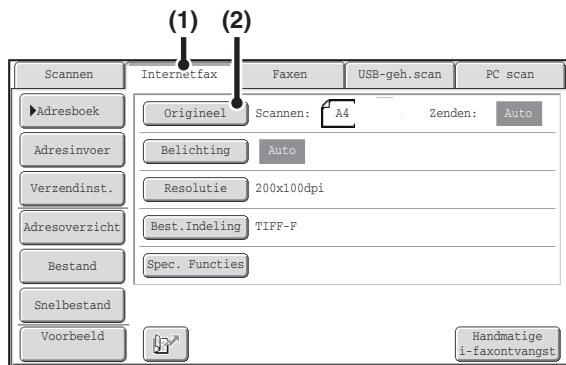 (1) (2)
Scannen Internetfax Faxen USB-geh.scan PC scan
Adresboek Origineel Scannen: A4 Zenden: Auto
Adresinvoer Belichting Auto
Verzendinst. Resolutie 200x100dpi
Adresoverzicht Best.Indeling TIFF-F
Bestand Spec. Functies
Snelbestand
Voorbeeld Handmatige
i-faxontvangst